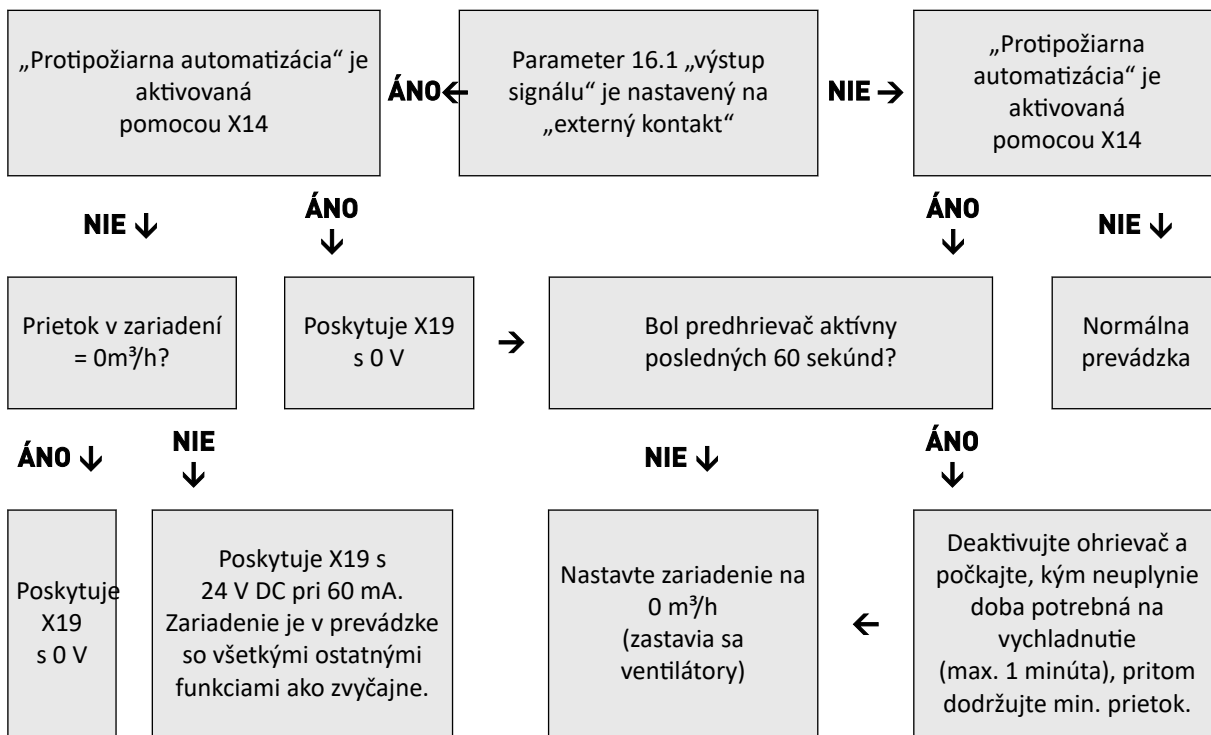 „Protipožiarna automatizácia“ je
aktivovaná
pomocou X14
ÁNO←
Parameter 16.1 „výstup
signálu“ je nastavený na
„externý kontakt“
NIE →
„Protipožiarna
automatizácia“ je
aktivovaná
pomocou X14
NIE ↓
ÁNO
↓
ÁNO
↓
NIE ↓
Prietok v zariadení
= 0m³/h?
Poskytuje X19
s 0 V
→
Bol predhrievač aktívny
posledných 60 sekúnd?
Normálna
prevádzka
ÁNO ↓
NIE
↓
NIE ↓
ÁNO
↓
Poskytuje
X19
s 0 V
Poskytuje X19 s
24 V DC pri 60 mA.
Zariadenie je v prevádzke
so všetkými ostatnými
funkciami ako zvyčajne.
Nastavte zariadenie na
0 m³/h
(zastavia sa
ventilátory)
←
Deaktivujte ohrievač a
počkajte, kým neuplynie
doba potrebná na
vychladnutie
(max. 1 minúta), pritom
dodržujte min. prietok.